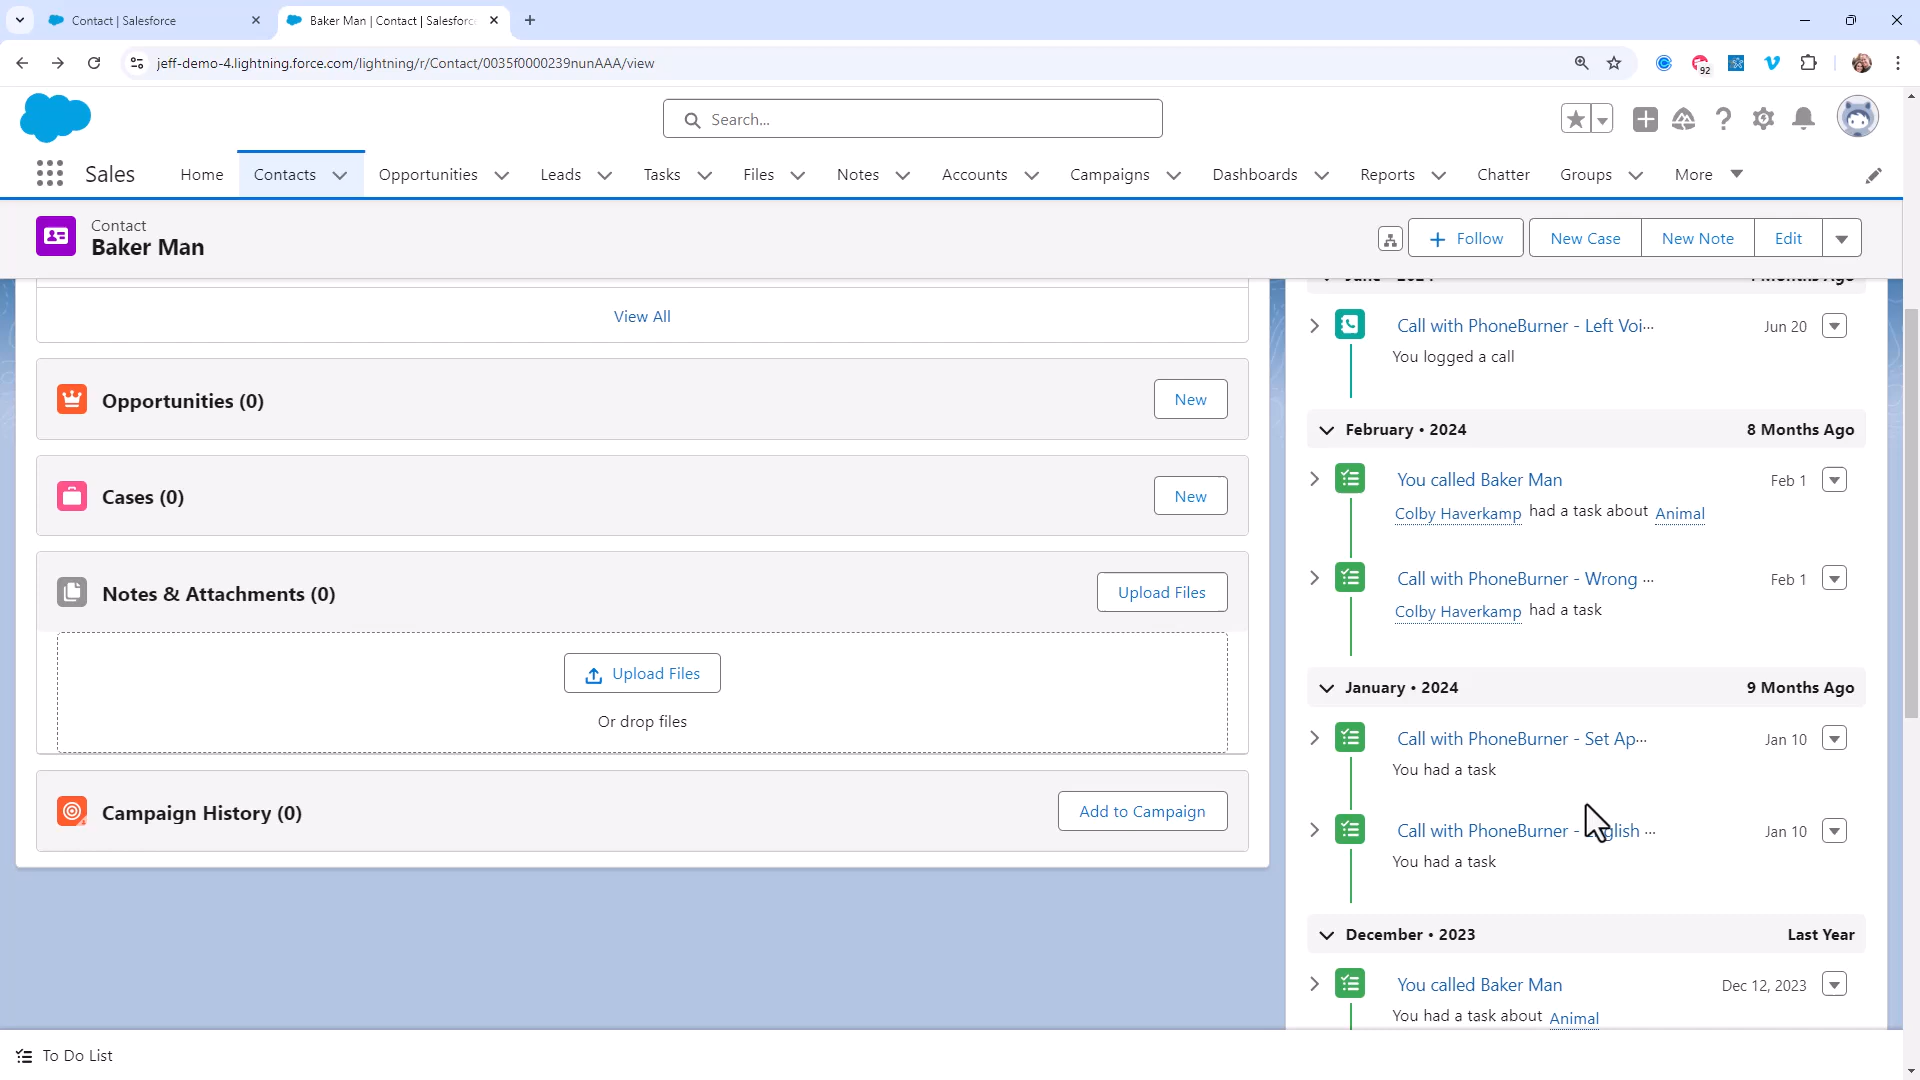 Contact | Salesforce
Baker Man | Contact | Salesforce
jeff-demo-4.lightning.force.com/lightning/r/Contact/0035f0000239nunAAA/view
92
Search...
Sales
Home
Contacts
Opportunities
Leads
Tasks
Files
Notes
Accounts
Campaigns
Dashboards
Reports
Chatter
Groups
More
Contact
Baker Man
Follow
New Case
New Note
Edit
View All
Opportunities (0)
New
Cases (0)
New
Notes & Attachments (0)
Upload Files
Upload Files
Or drop files
Campaign History (0)
Add to Campaign
Call with PhoneBurner - Left Voi...
Jun 20
You logged a call
February • 2024
8 Months Ago
You called Baker Man
Feb 1
Colby Haverkamp had a task about Animal
Call with PhoneBurner - Wrong ...
Feb 1
Colby Haverkamp had a task
January • 2024
9 Months Ago
Call with PhoneBurner - Set Ap...
Jan 10
You had a task
Call with PhoneBurner - English ...
Jan 10
You had a task
December • 2023
Last Year
You called Baker Man
Dec 12, 2023
You had a task about Animal
To Do List